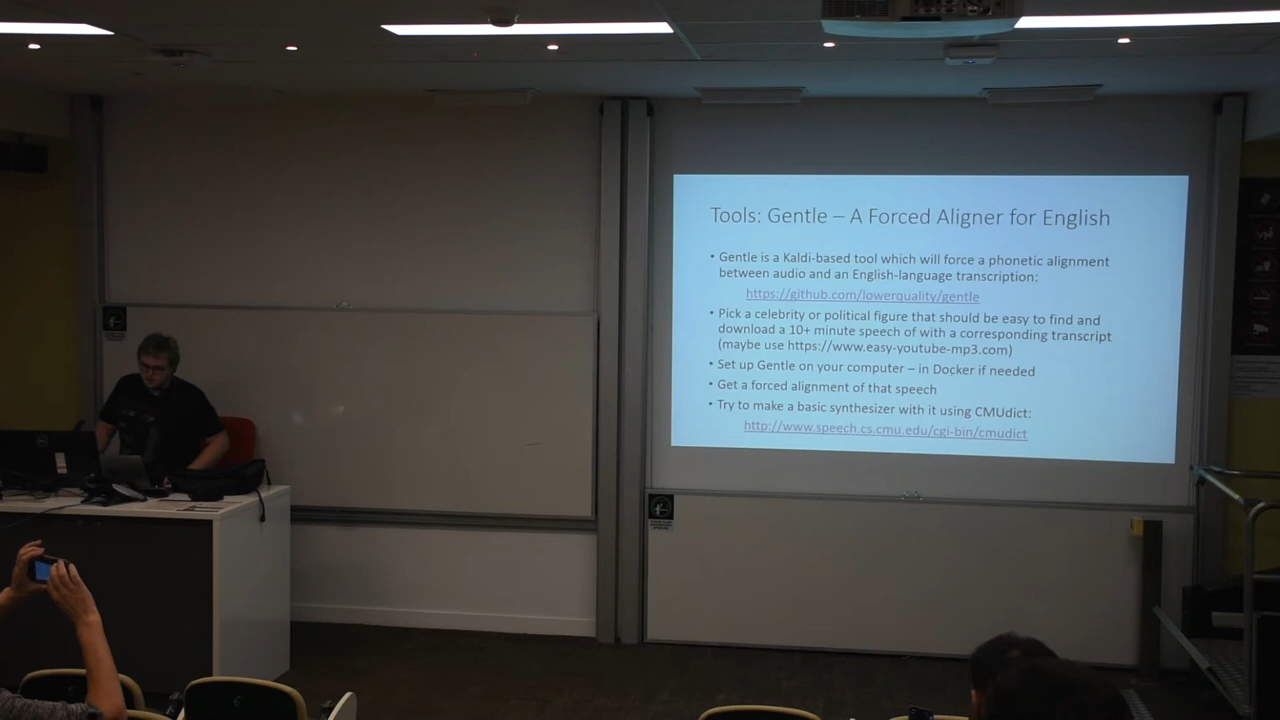 Tools: Gentle – A Forced Aligner for English
• Gentle is a Kaldi-based tool which will force a phonetic alignment
between audio and an English-language transcription:
https://github.com/lowerquality/gentle
• Pick a celebrity or political figure that should be easy to find and
download a 10+ minute speech of with a corresponding transcript
(maybe use https://www.easy-youtube-mp3.com)
• Set up Gentle on your computer – in Docker if needed
• Get a forced alignment of that speech
• Try to make a basic synthesizer with it using CMUdict:
http://www.speech.cs.cmu.edu/cgi-bin/cmudict